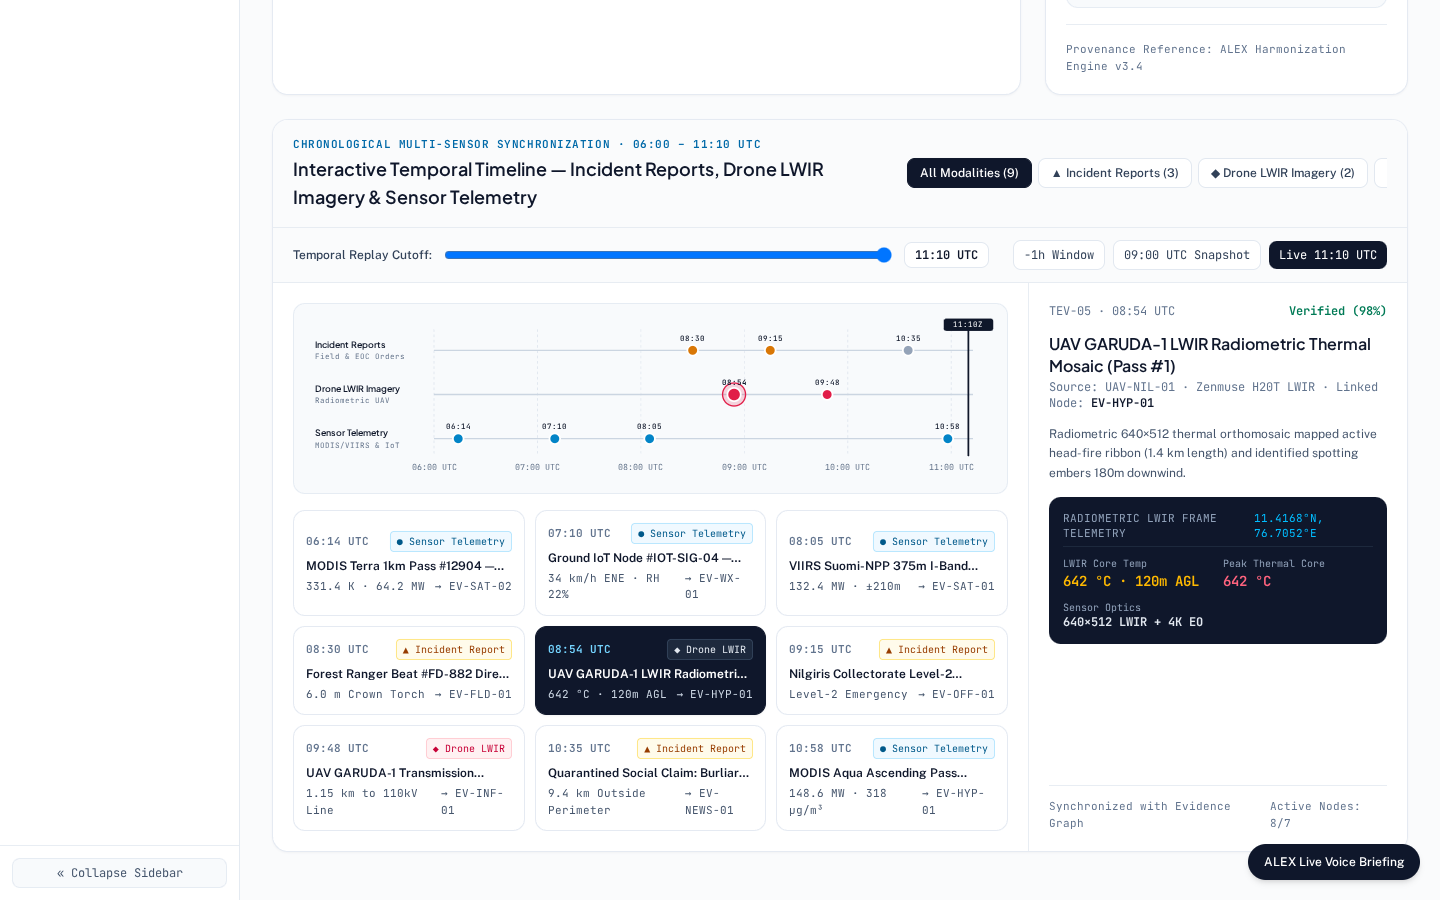 Provenance Reference: ALEX Harmonization
Engine v3.4
CHRONOLOGICAL MULTI-SENSOR SYNCHRONIZATION · 06:00 – 11:10 UTC
Interactive Temporal Timeline — Incident Reports, Drone LWIR
Imagery & Sensor Telemetry
All Modalities (9)
▲ Incident Reports (3)
◆ Drone LWIR Imagery (2)
Temporal Replay Cutoff:
11:10 UTC
-1h Window
09:00 UTC Snapshot
Live 11:10 UTC
11:10Z
Incident Reports
Field & EOC Orders
08:30
09:15
10:35
Drone LWIR Imagery
Radiometric UAV
08:54
09:48
Sensor Telemetry
MODIS/VIIRS & IoT
06:14
07:10
08:05
10:58
06:00 UTC
07:00 UTC
08:00 UTC
09:00 UTC
10:00 UTC
11:00 UTC
06:14 UTC
● Sensor Telemetry
MODIS Terra 1km Pass #12904 —...
331.4 K · 64.2 MW
→ EV-SAT-02
07:10 UTC
● Sensor Telemetry
Ground IoT Node #IOT-SIG-04 —...
34 km/h ENE · RH
22%
→ EV-WX-
01
08:05 UTC
● Sensor Telemetry
VIIRS Suomi-NPP 375m I-Band...
132.4 MW · ±210m
→ EV-SAT-01
08:30 UTC
▲ Incident Report
Forest Ranger Beat #FD-882 Dire...
6.0 m Crown Torch
→ EV-FLD-01
08:54 UTC
◆ Drone LWIR
UAV GARUDA-1 LWIR Radiometri...
642 °C · 120m AGL
→ EV-HYP-01
09:15 UTC
▲ Incident Report
Nilgiris Collectorate Level-2...
Level-2 Emergency
→ EV-OFF-01
09:48 UTC
◆ Drone LWIR
UAV GARUDA-1 Transmission...
1.15 km to 110kV
Line
→ EV-INF-
01
10:35 UTC
▲ Incident Report
Quarantined Social Claim: Burliar...
9.4 km Outside
Perimeter
→ EV-
NEWS-01
10:58 UTC
● Sensor Telemetry
MODIS Aqua Ascending Pass...
148.6 MW · 318
µg/m³
→ EV-HYP-
01
TEV-05 · 08:54 UTC
Verified (98%)
UAV GARUDA-1 LWIR Radiometric Thermal
Mosaic (Pass #1)
Source: UAV-NIL-01 · Zenmuse H20T LWIR · Linked
Node: EV-HYP-01
Radiometric 640×512 thermal orthomosaic mapped active
head-fire ribbon (1.4 km length) and identified spotting
embers 180m downwind.
RADIOMETRIC LWIR FRAME
TELEMETRY
11.4168°N,
76.7052°E
LWIR Core Temp
642 °C · 120m AGL
Peak Thermal Core
642 °C
Sensor Optics
640×512 LWIR + 4K EO
Synchronized with Evidence
Graph
Active Nodes:
8/7
« Collapse Sidebar
ALEX Live Voice Briefing